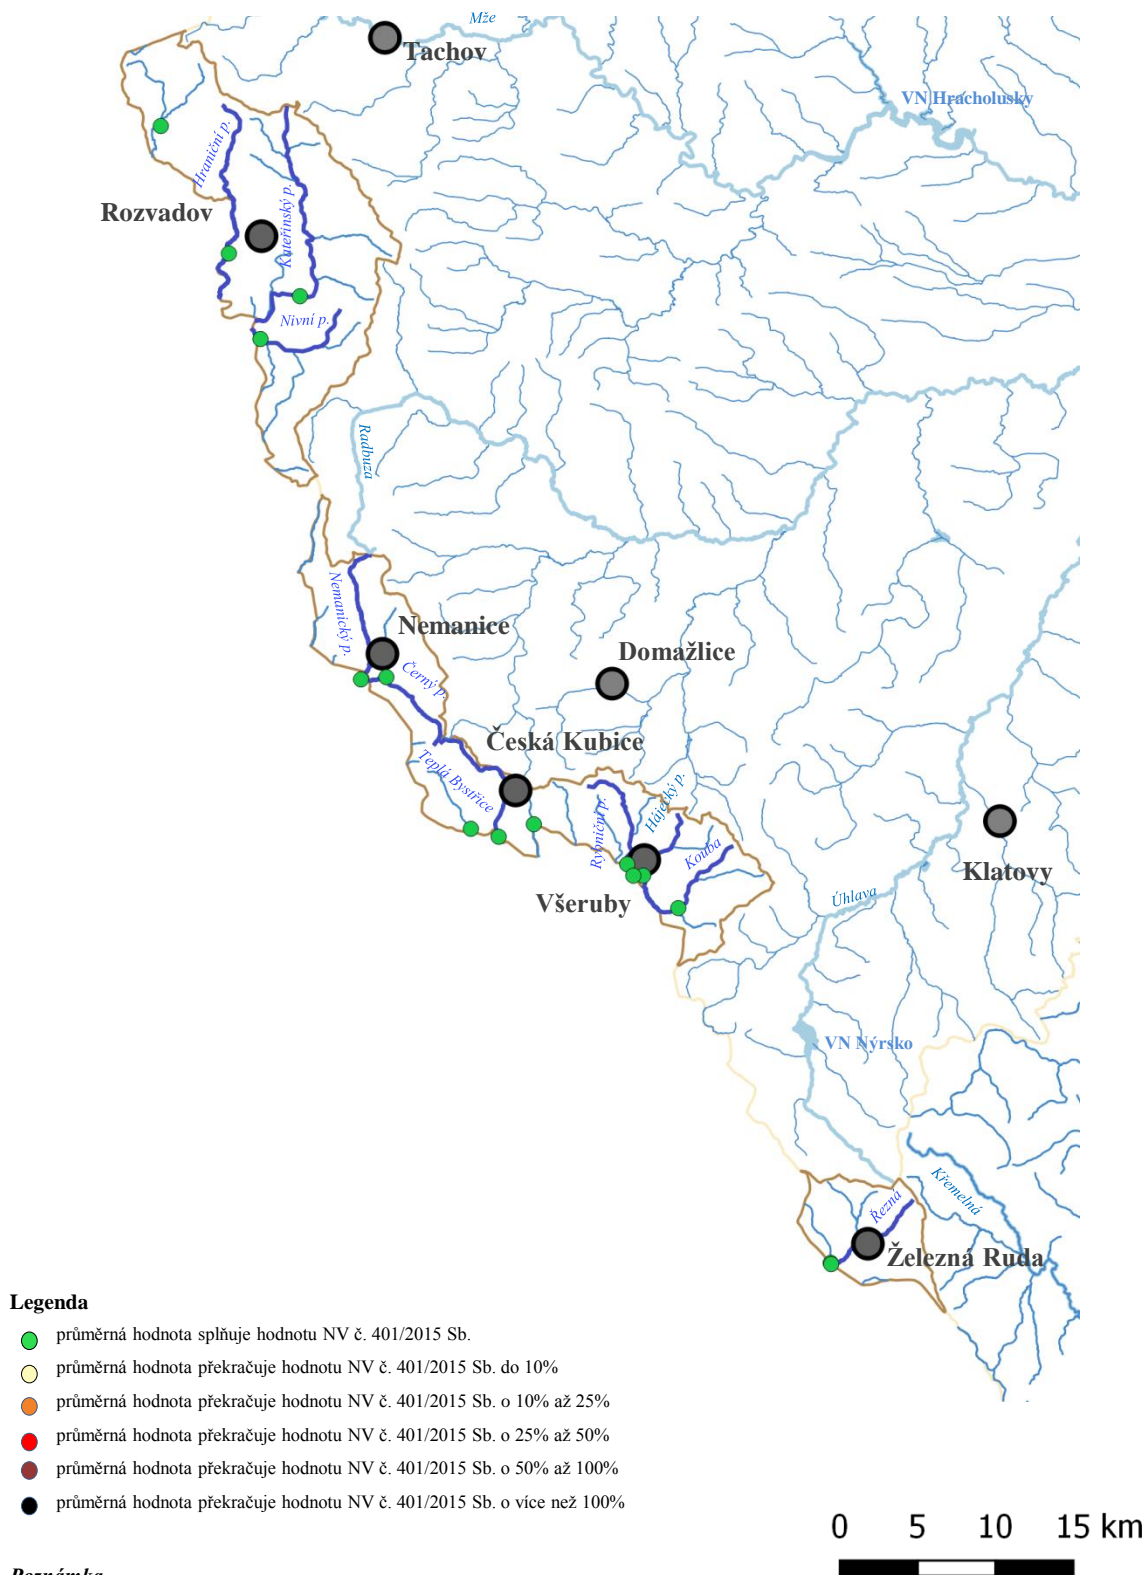 Mže
Tachov
VN Hracholusky
Hraniční p.
Rozvadov
Kateřinský p.
Nivní p.
Radbuza
Nemanický p.
Nemanice
Domažlice
Černý p.
Česká Kubice
Teplá Bystřice
Rybniční p.
Hájecký p.
Kouba
Klatovy
Všeruby
Úhlava
VN Nýrsko
Křemelná
Řezná
Železná Ruda
Legenda
průměrná hodnota splňuje hodnotu NV č. 401/2015 Sb.
průměrná hodnota překračuje hodnotu NV č. 401/2015 Sb. do 10%
průměrná hodnota překračuje hodnotu NV č. 401/2015 Sb. o 10% až 25%
průměrná hodnota překračuje hodnotu NV č. 401/2015 Sb. o 25% až 50%
průměrná hodnota překračuje hodnotu NV č. 401/2015 Sb. o 50% až 100%
průměrná hodnota překračuje hodnotu NV č. 401/2015 Sb. o více než 100%
0 5 10 15 km
Poznámka